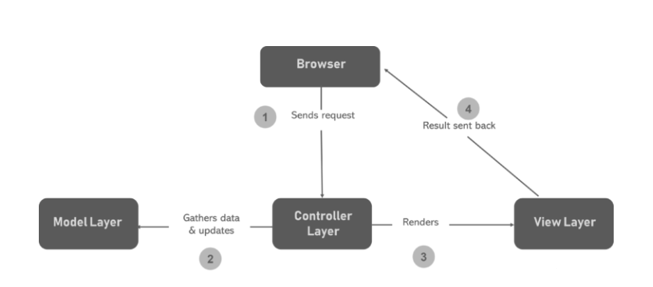 Browser
1
Sends request
4
Result sent back
Model Layer
Gathers data
& updates
2
Controller
Layer
Renders
3
View Layer